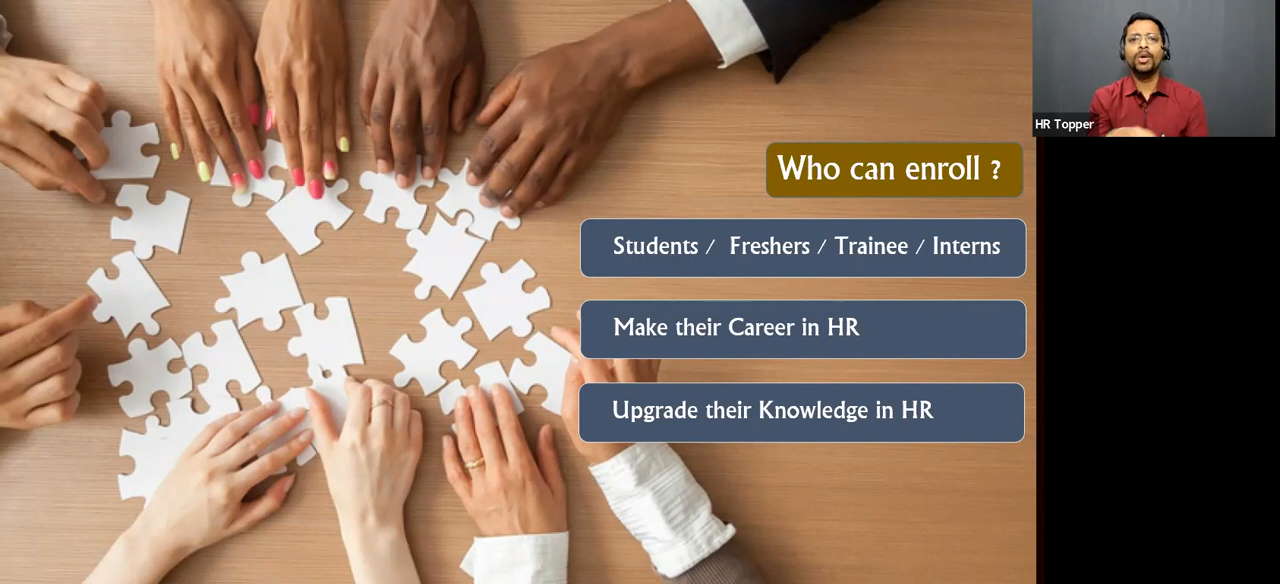 HR Topper
Who can enroll ?
Students / Freshers / Trainee / Interns
Make their Career in HR
Upgrade their Knowledge in HR